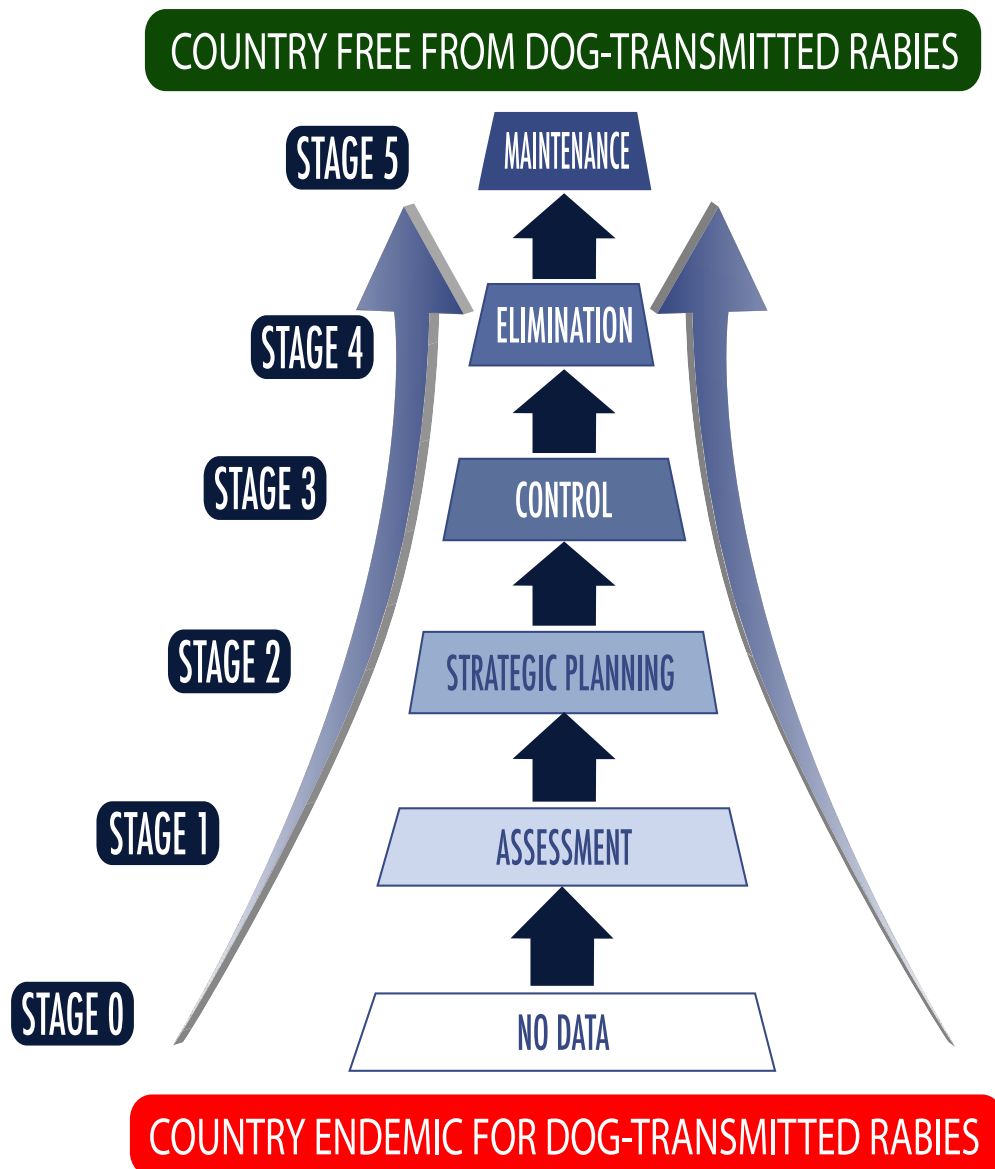 COUNTRY FREE FROM DOG-TRANSMITTED RABIES
STAGE 5
MAINTENANCE
STAGE 4
ELIMINATION
STAGE 3
CONTROL
STAGE 2
STRATEGIC PLANNING
STAGE 1
ASSESSMENT
STAGE 0
NO DATA
COUNTRY ENDEMIC FOR DOG-TRANSMITTED RABIES